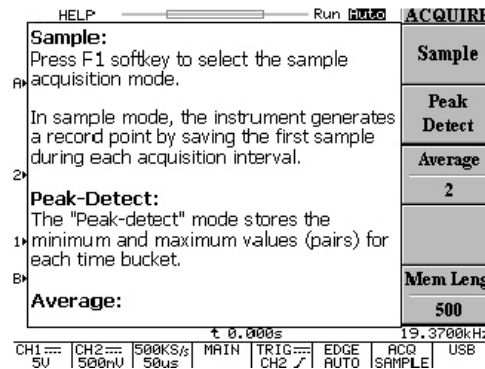 HELP
Run Auto
ACQUIRE
Sample:
Press F1 softkey to select the sample
acquisition mode.
In sample mode, the instrument generates
a record point by saving the first sample
during each acquisition interval.
Peak-Detect:
The "Peak-detect" mode stores the
minimum and maximum values (pairs) for
each time bucket.
Average:
A
2
1
B
Sample
Peak
Detect
Average
2
Mem Leng
500
t 0.000s
19.3700kHz
CH1 CH2 500KS/s MAIN TRIG EDGE ACQ USB
5V 500mV 50us CH2 AUTO SAMPLE